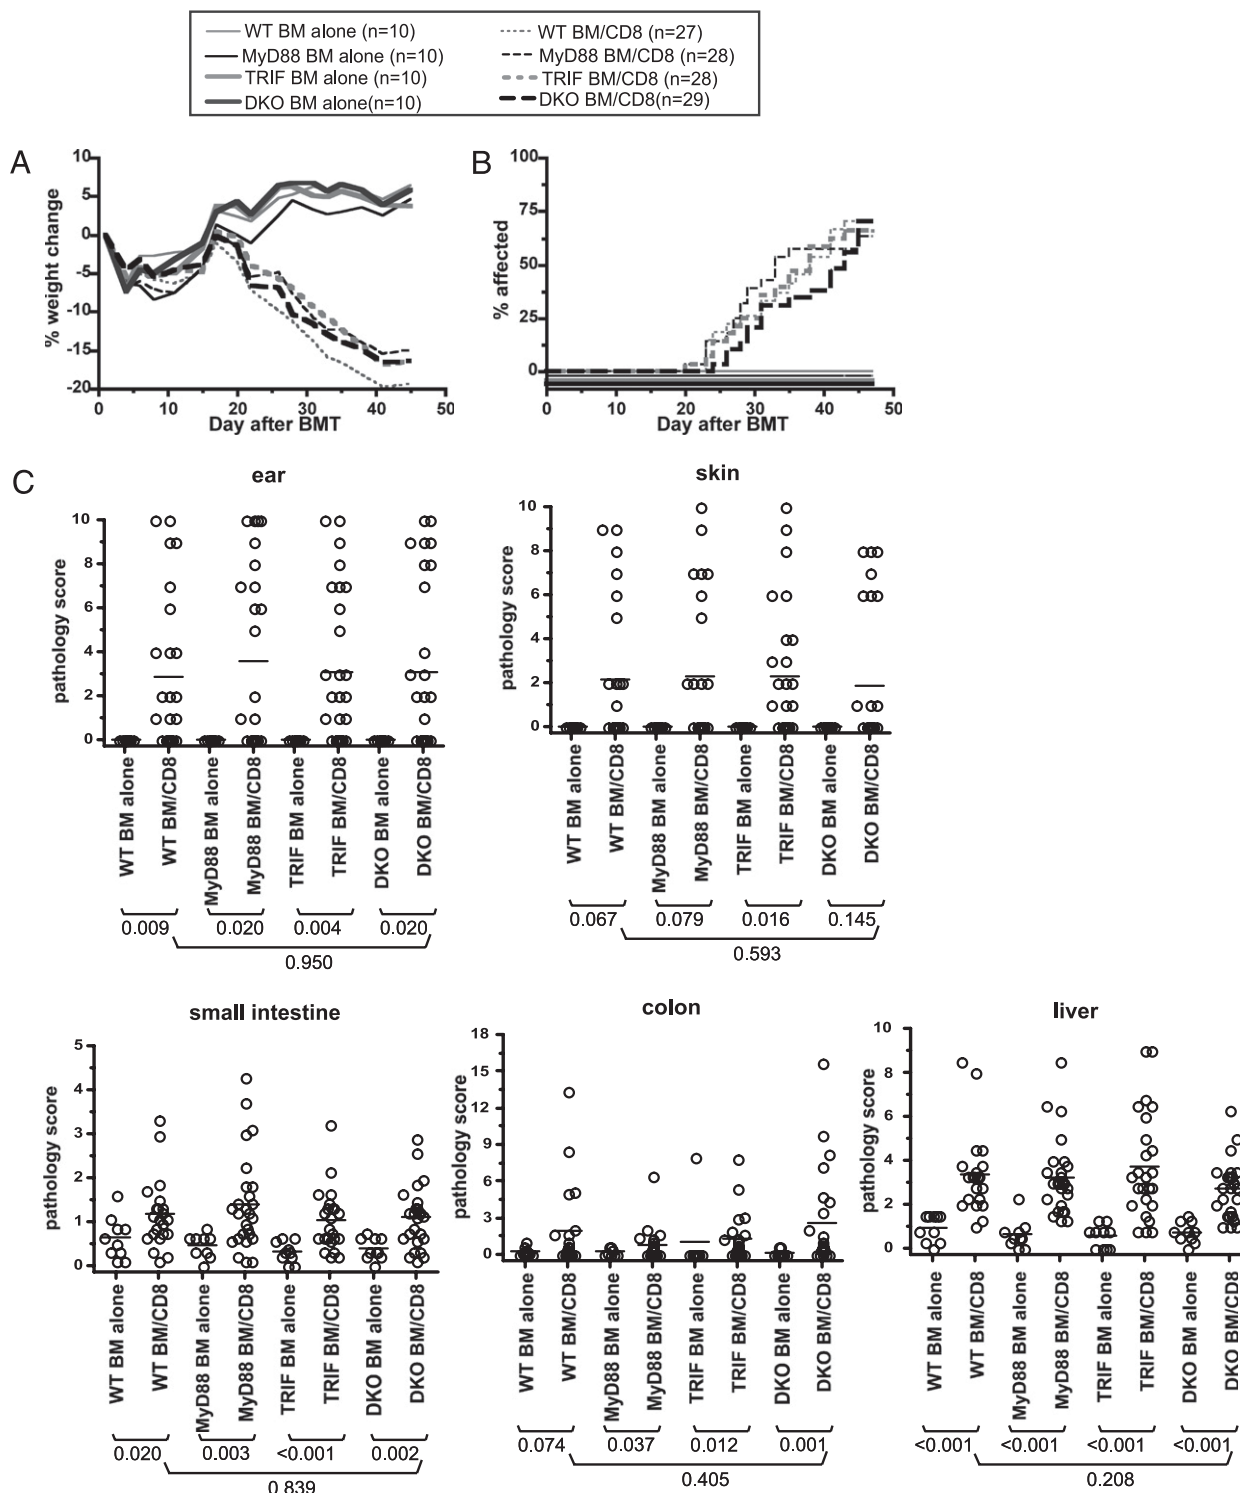 WT BM alone (n=10)
WT BM/CD8 (n=27)
MyD88 BM alone (n=10)
MyD88 BM/CD8 (n=28)
TRIF BM alone (n=10)
TRIF BM/CD8 (n=28)
DKO BM alone(n=10)
DKO BM/CD8(n=29)
A
% weight change
10
5
0
-5
-10
-15
-20
0 10 20 30 40 50
Day after BMT
B
% affected
100
75
50
25
0
0 10 20 30 40 50
Day after BMT
C
ear
pathology score
10
8
6
4
2
0
WT BM alone
WT BM/CD8
MyD88 BM alone
MyD88 BM/CD8
TRIF BM alone
TRIF BM/CD8
DKO BM alone
DKO BM/CD8
0.009 0.020 0.004 0.020
0.950
skin
pathology score
10
8
6
4
2
0
WT BM alone
WT BM/CD8
MyD88 BM alone
MyD88 BM/CD8
TRIF BM alone
TRIF BM/CD8
DKO BM alone
DKO BM/CD8
0.067 0.079 0.016 0.145
0.593
small intestine
pathology score
5
4
3
2
1
0
WT BM alone
WT BM/CD8
MyD88 BM alone
MyD88 BM/CD8
TRIF BM alone
TRIF BM/CD8
DKO BM alone
DKO BM/CD8
0.020 0.003 <0.001 0.002
0.839
colon
pathology score
18
15
12
9
6
3
0
WT BM alone
WT BM/CD8
MyD88 BM alone
MyD88 BM/CD8
TRIF BM alone
TRIF BM/CD8
DKO BM alone
DKO BM/CD8
0.074 0.037 0.012 0.001
0.405
liver
pathology score
10
8
6
4
2
0
WT BM alone
WT BM/CD8
MyD88 BM alone
MyD88 BM/CD8
TRIF BM alone
TRIF BM/CD8
DKO BM alone
DKO BM/CD8
<0.001 <0.001 <0.001 <0.001
0.208